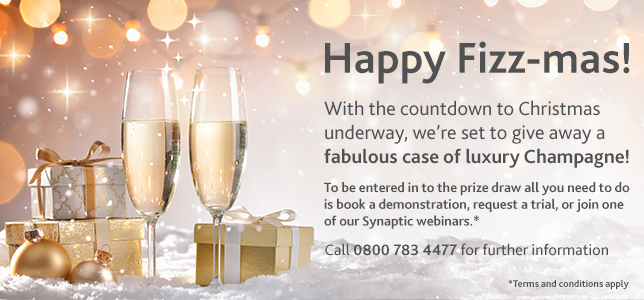 Happy Fizz-mas!
With the countdown to Christmas
underway, we're set to give away a
fabulous case of luxury Champagne!
To be entered in to the prize draw all you need to do
is book a demonstration, request a trial, or join one
of our Synaptic webinars.*
Call 0800 783 4477 for further information
*Terms and conditions apply